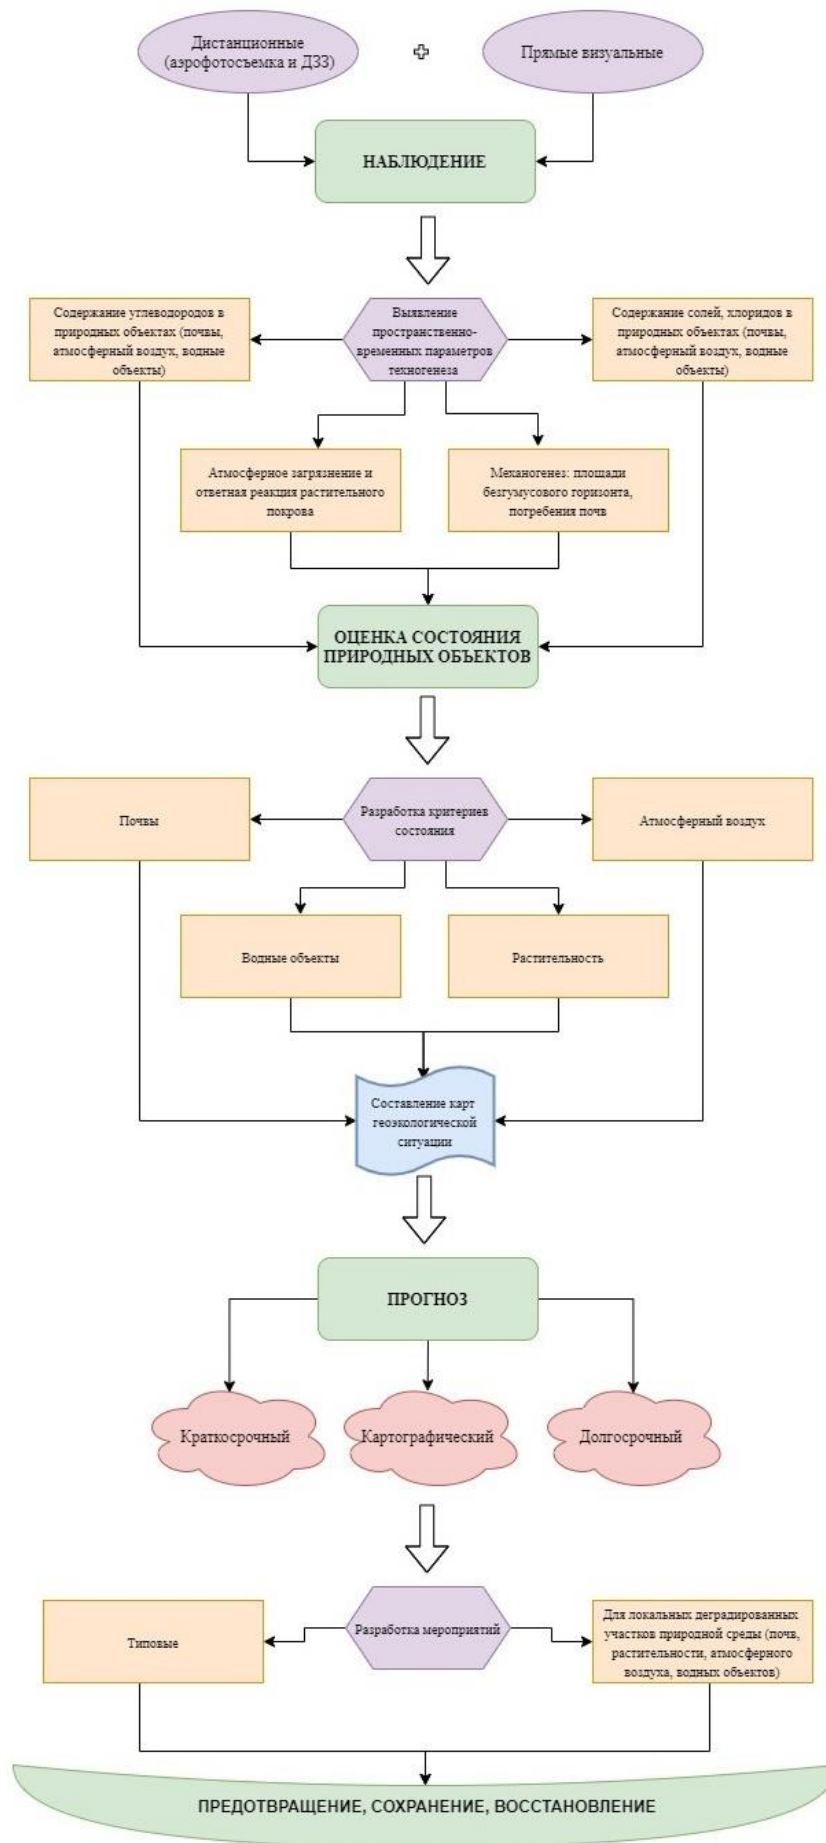 Дистанционные
(аэрофотосъемка и ДЗЗ)
Прямые визуальные
НАБЛЮДЕНИЕ
Содержание углеводородов в
природных объектах (почвы,
атмосферный воздух, водные
объекты)
Выявление
пространственно-
временных параметров
техногенеза
Содержание солей, хлоридов в
природных объектах (почвы,
атмосферный воздух, водные
объекты)
Атмосферное загрязнение и
ответная реакция растительного
покрова
Механогенез: площади
безгумусового горизонта,
погребения почв
ОЦЕНКА СОСТОЯНИЯ
ПРИРОДНЫХ ОБЪЕКТОВ
Почвы
Разработка критериев
состояния
Атмосферный воздух
Водные объекты
Растительность
Составление карт
геоэкологической
ситуации
ПРОГНОЗ
Краткосрочный
Картографический
Долгосрочный
Типовые
Разработка мероприятий
Для локальных деградированных
участков природной среды (почв,
растительности, атмосферного
воздуха, водных объектов)
ПРЕДОТВРАЩЕНИЕ, СОХРАНЕНИЕ, ВОССТАНОВЛЕНИЕ